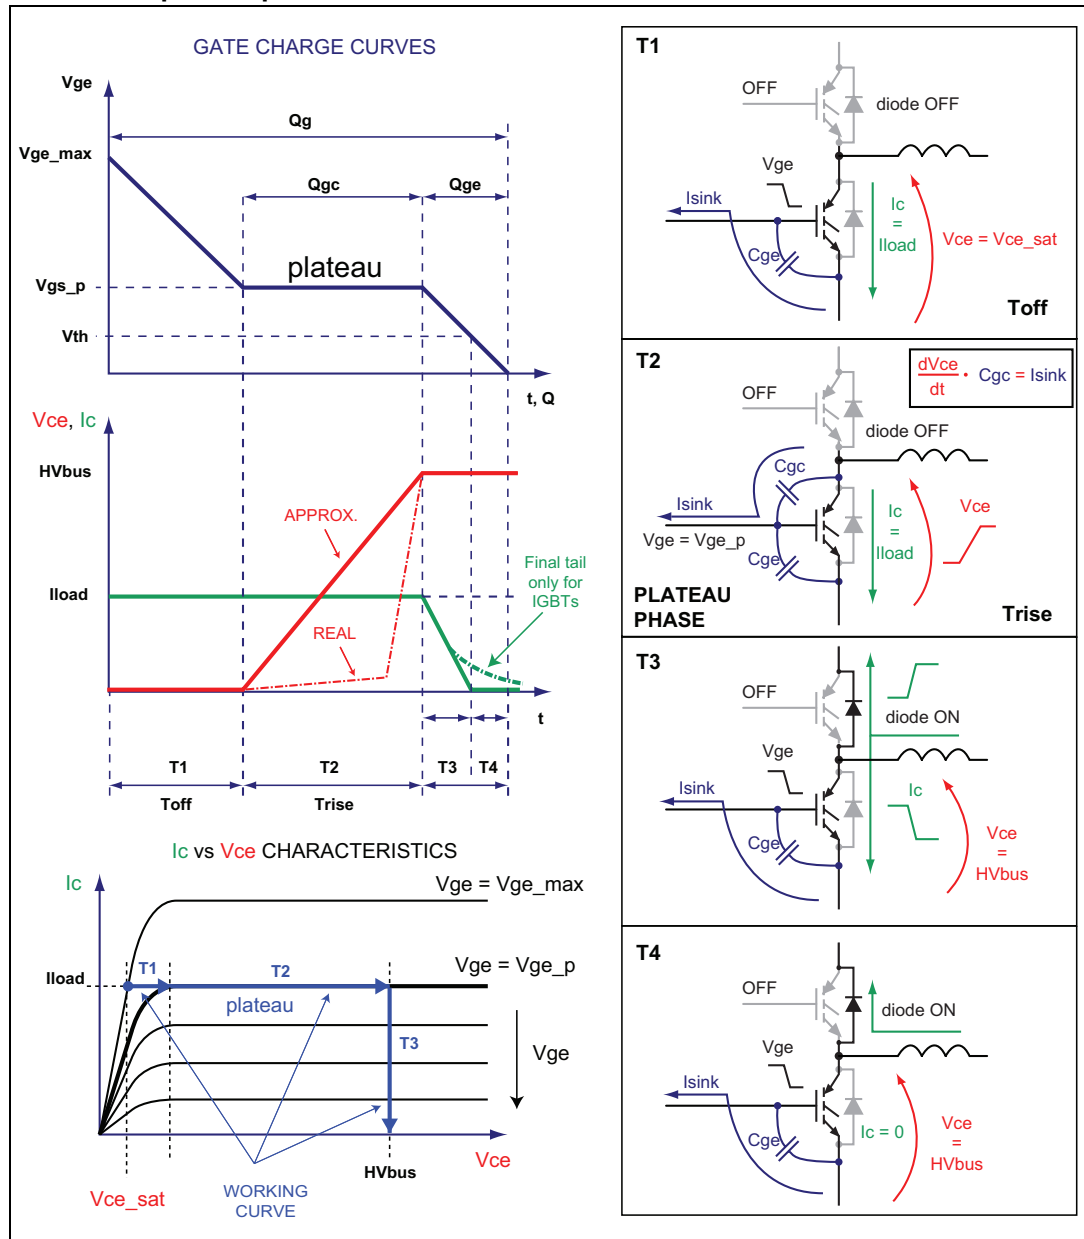 GATE CHARGE CURVES
Vge
Qg
Vge_max
Qgc
Qge
plateau
Vgs_p
Vth
t, Q
Vce, Ic
HVbus
APPROX.
Final tail
only for
IGBTs
Iload
REAL
t
T1
T2
T3
T4
Toff
Trise
Ic vs Vce CHARACTERISTICS
Ic
Vge = Vge_max
Iload
T1
T2
Vge = Vge_p
plateau
T3
Vge
HVbus
Vce
Vce_sat
WORKING
CURVE
T1
OFF
diode OFF
Vge
Isink
Ic
=
Iload
Cge
Vce = Vce_sat
Toff
T2
dVce
dt
· Cgc = Isink
OFF
diode OFF
Cgc
Isink
Vge = Vge_p
Ic
=
Iload
Vce
Cge
PLATEAU
PHASE
Trise
T3
OFF
diode ON
Vge
Isink
Ic
Cge
Vce
=
HVbus
T4
OFF
diode ON
Vge
Isink
Cge
Ic = 0
Vce
=
HVbus